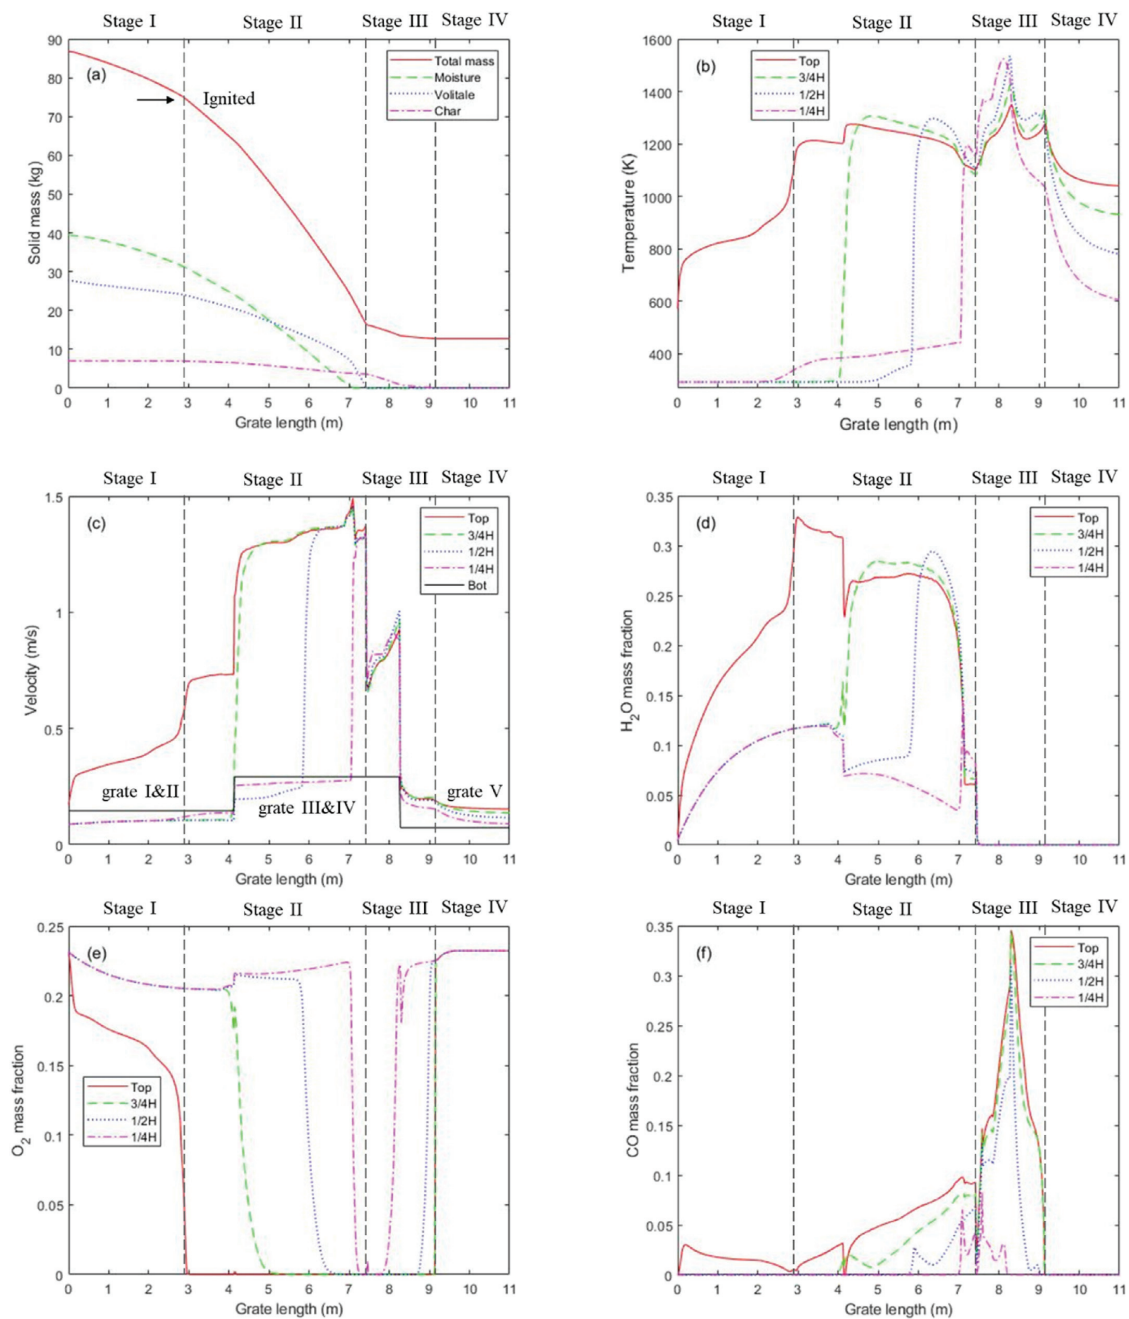 Stage I Stage II Stage III Stage IV
(a)
Ignited
Total mass
Moisture
Volitale
Char
Solid mass (kg)
90
80
70
60
50
40
30
20
10
0
0 1 2 3 4 5 6 7 8 9 10 11
Grate length (m)
Stage I Stage II Stage III Stage IV
(b)
Top
3/4H
1/2H
1/4H
Temperature (K)
1600
1400
1200
1000
800
600
400
0 1 2 3 4 5 6 7 8 9 10 11
Grate length (m)
Stage I Stage II Stage III Stage IV
(c)
Top
3/4H
1/2H
1/4H
Bot
grate I&II
grate III&IV
grate V
Velocity (m/s)
1.5
1
0.5
0
0 1 2 3 4 5 6 7 8 9 10 11
Grate length (m)
Stage I Stage II Stage III Stage IV
(d)
Top
3/4H
1/2H
1/4H
H2O mass fraction
0.35
0.3
0.25
0.2
0.15
0.1
0.05
0
0 1 2 3 4 5 6 7 8 9 10 11
Grate length (m)
Stage I Stage II Stage III Stage IV
(e)
Top
3/4H
1/2H
1/4H
O2 mass fraction
0.25
0.2
0.15
0.1
0.05
0
0 1 2 3 4 5 6 7 8 9 10 11
Grate length (m)
Stage I Stage II Stage III Stage IV
(f)
Top
3/4H
1/2H
1/4H
CO mass fraction
0.35
0.3
0.25
0.2
0.15
0.1
0.05
0
0 1 2 3 4 5 6 7 8 9 10 11
Grate length (m)